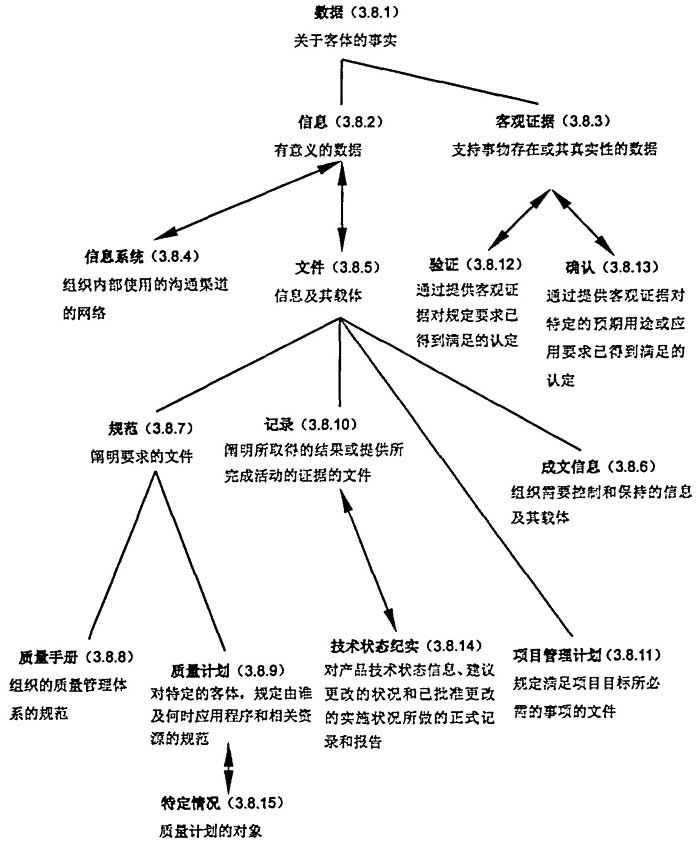 数据（3.8.1）
关于客体的事实
信息（3.8.2）
有意义的数据
客观证据（3.8.3）
支持事物存在或其真实性的数据
信息系统（3.8.4）
组织内部使用的沟通渠道
的网络
文件（3.8.5）
信息及其载体
验证（3.8.12）
通过提供客观证
据对规定要求已
得到满足的认定
确认（3.8.13）
通过提供客观证据对
特定的预期用途或应
用要求已得到满足的
认定
规范（3.8.7）
阐明要求的文件
记录（3.8.10）
阐明所取得的结果或提供所
完成活动的证据的文件
成文信息（3.8.6）
组织需要控制和保持的信息
及其载体
质量手册（3.8.8）
组织的质量管理体
系的规范
质量计划（3.8.9）
对特定的客体，规定由谁
及何时应用程序和相关资
源的规范
技术状态纪实（3.8.14）
对产品技术状态信息、建议
更改的状况和已批准更改
的实施状况所做的正式记
录和报告
项目管理计划（3.8.11）
规定满足项目目标所必
需的事项的文件
特定情况（3.8.15）
质量计划的对象